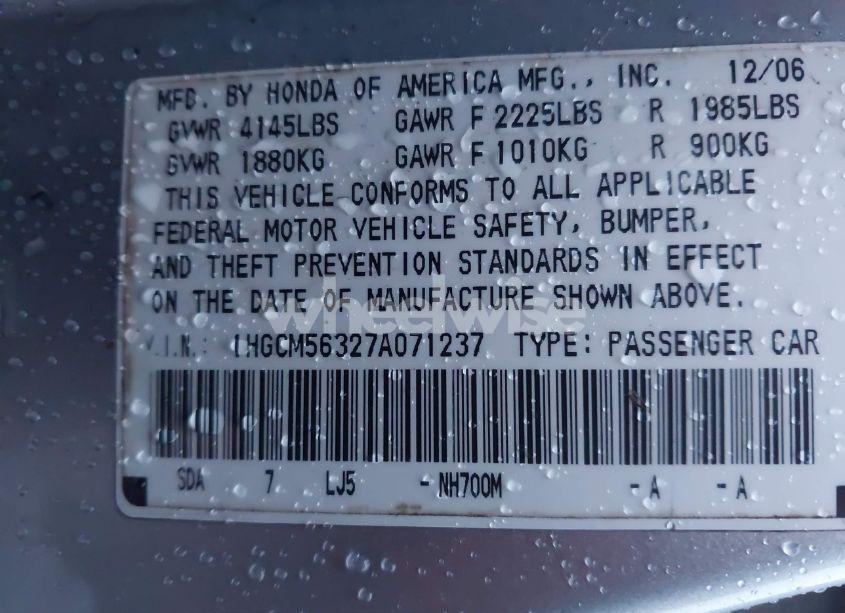 MFD. BY HONDA OF AMERICA MFG., INC. 12/06
GVWR 4145LBS GAWR F 2225LBS R 1985LBS
GVWR 1880KG GAWR F 1010KG R 900KG
THIS VEHICLE CONFORMS TO ALL APPLICABLE
FEDERAL MOTOR VEHICLE SAFETY, BUMPER,
AND THEFT PREVENTION STANDARDS IN EFFECT
ON THE DATE OF MANUFACTURE SHOWN ABOVE.
wheelwise
V.I.N.: 1HGCM56327A071237 TYPE: PASSENGER CAR
SDA 7 LJ5 - NH700M - A - A